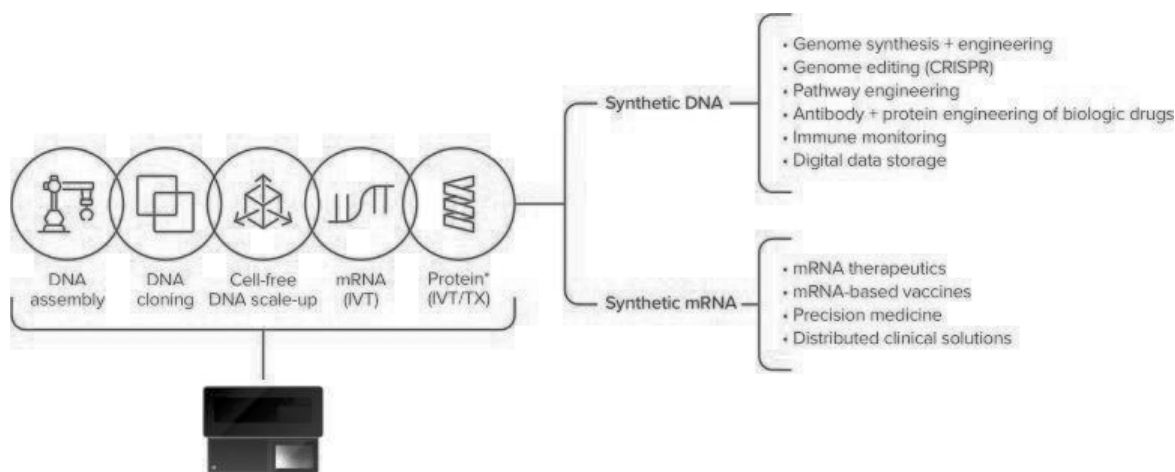 DNA
assembly
DNA
cloning
Cell-free
DNA scale-up
mRNA
(IVT)
Protein*
(IVT/TX)
Synthetic DNA
• Genome synthesis + engineering
• Genome editing (CRISPR)
• Pathway engineering
• Antibody + protein engineering of biologic drugs
• Immune monitoring
• Digital data storage
Synthetic mRNA
• mRNA therapeutics
• mRNA-based vaccines
• Precision medicine
• Distributed clinical solutions